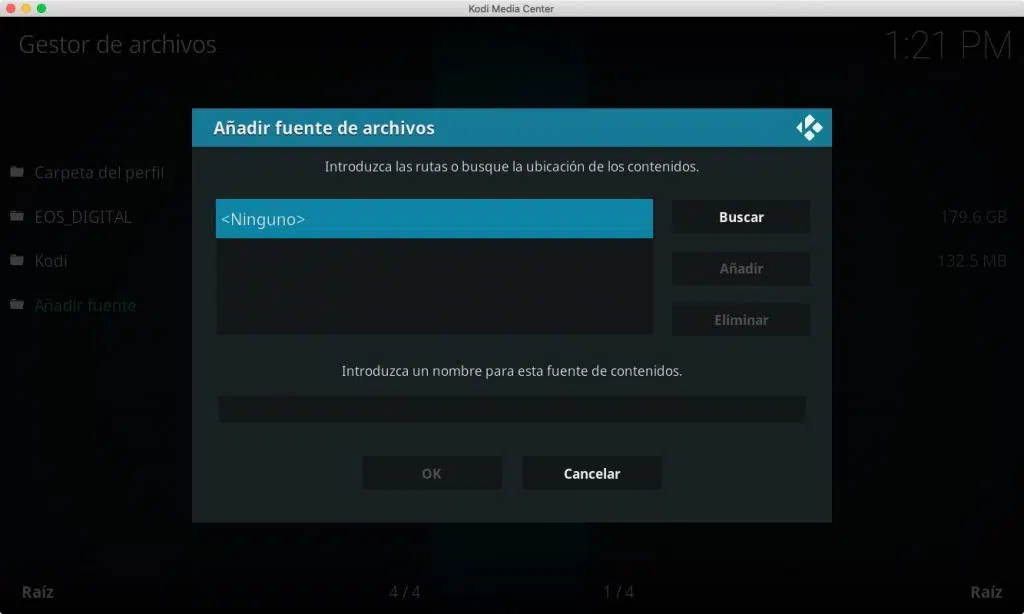 Kodi Media Center
Gestor de archivos
1:21 PM
Añadir fuente de archivos
Introduzca las rutas o busque la ubicación de los contenidos.
Carpeta del perfil
<Ninguno>
Buscar
EOS_DIGITAL
179.6 GB
Kodi
Añadir
132.5 MB
Añadir fuente
Eliminar
Introduzca un nombre para esta fuente de contenidos.
OK
Cancelar
Raíz
4 / 4
1 / 4
Raíz